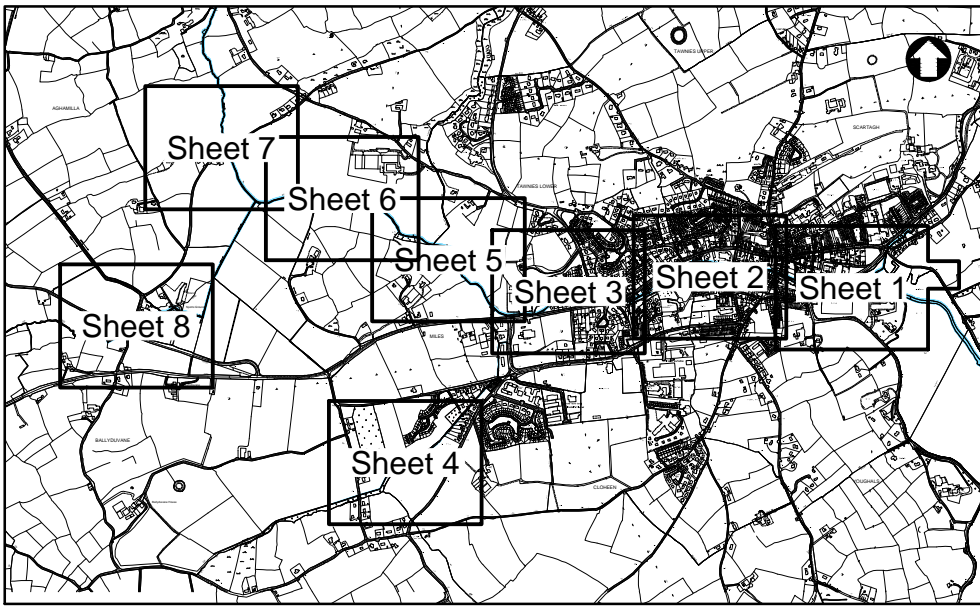 TAWNIES UPPER
AGHAMILLA
SCARTAGH
Sheet 7
TAWNIES LOWER
Sheet 6
Sheet 5
Sheet 3
Sheet 2
Sheet 1
Sheet 8
MILES
BALLYDUVANE
Sheet 4
CLOHEEN
YOUGHALS